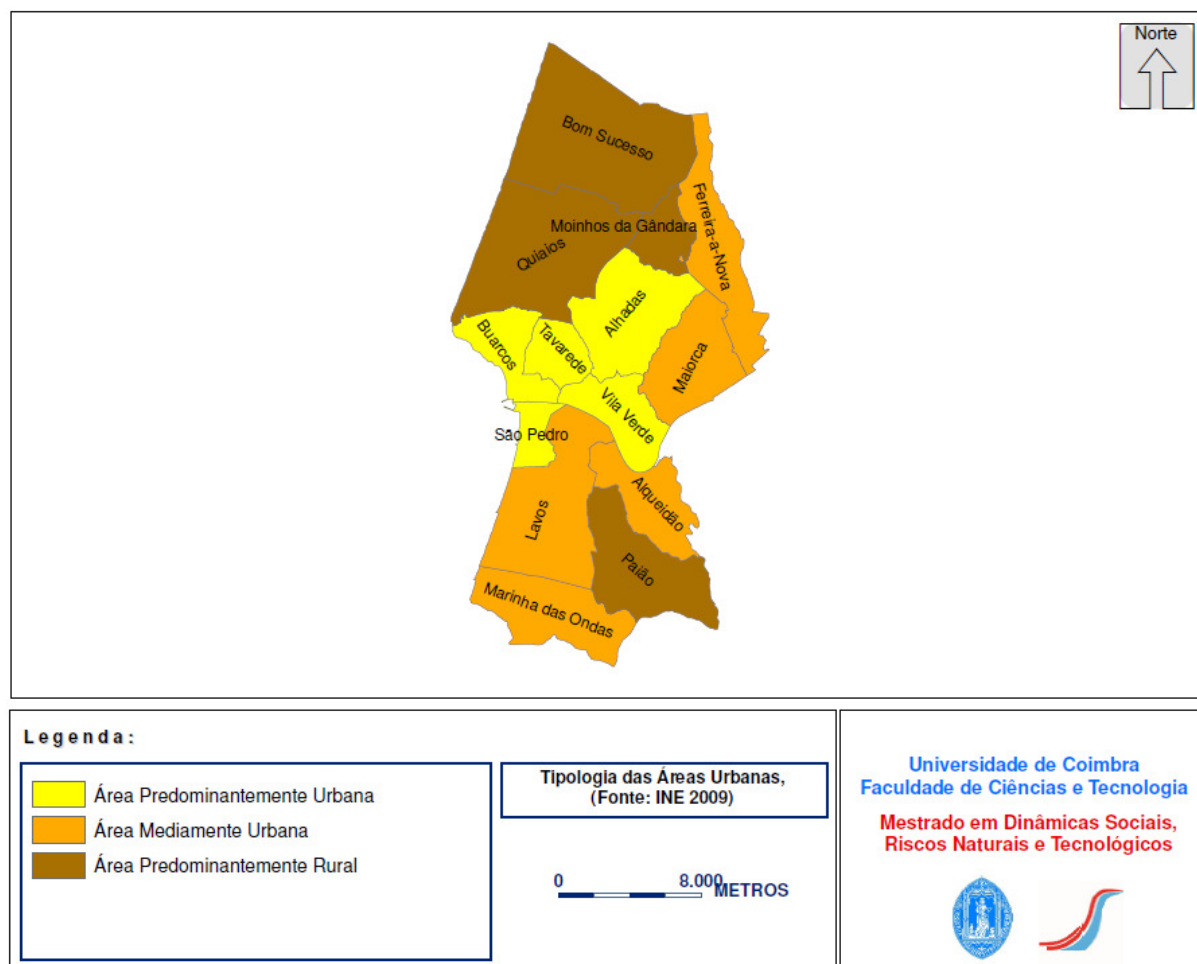 Norte
Bom Sucesso
Ferreira-a-Nova
Moinhos da Gândara
Quiaios
Alhadas
Buarcos
Tavarede
Maiorca
Vila Verde
São Pedro
Alqueidão
Lavos
Paião
Marinha das Ondas
Legenda:
Área Predominantemente Urbana
Área Mediamente Urbana
Área Predominantemente Rural
Tipologia das Áreas Urbanas,
(Fonte: INE 2009)
0 8.000
METROS
Universidade de Coimbra
Faculdade de Ciências e Tecnologia
Mestrado em Dinâmicas Sociais,
Riscos Naturais e Tecnológicos